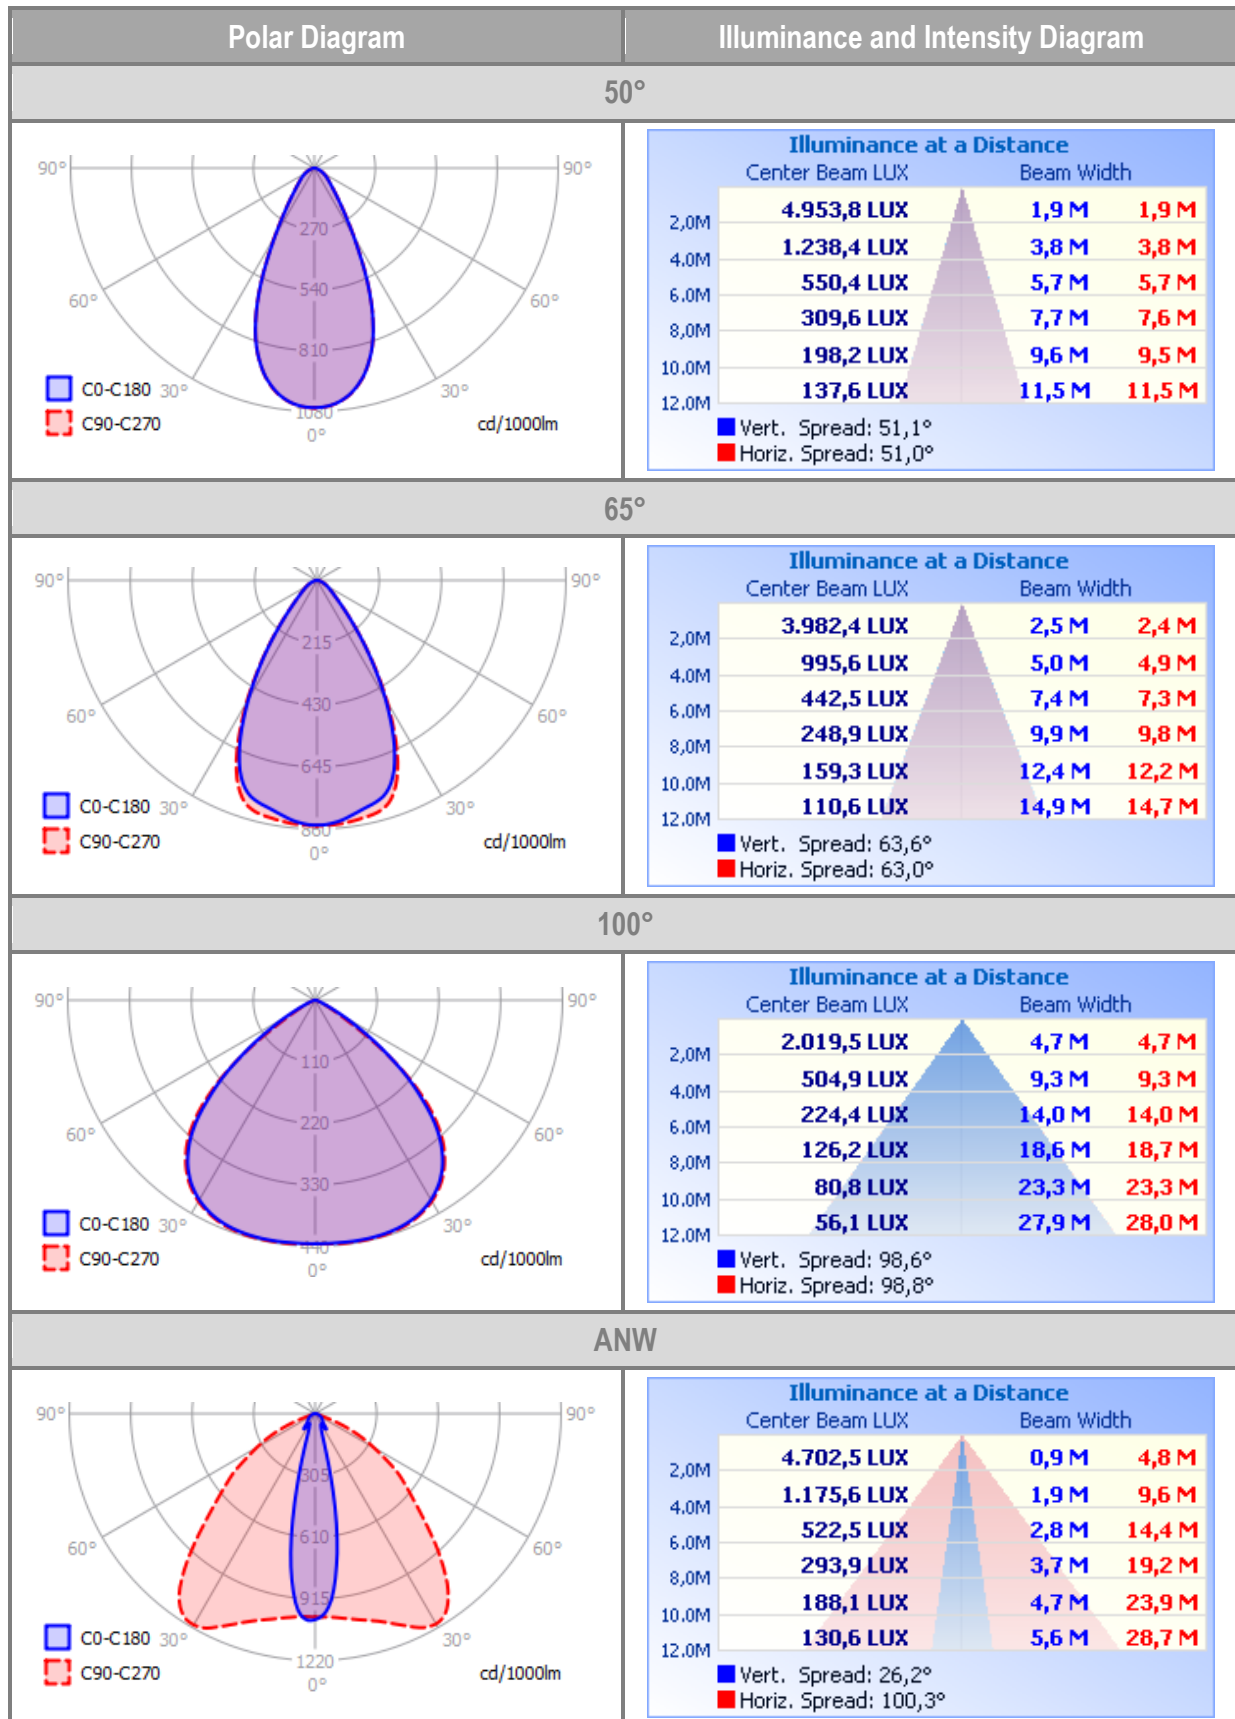 Polar Diagram
Illuminance and Intensity Diagram
50°
90° 90°
270
540
60° 60°
810
C0-C180 30° 30°
1080
C90-C270 0° cd/1000lm
Illuminance at a Distance
Center Beam LUX Beam Width
2,0M 4.953,8 LUX 1,9 M 1,9 M
4.0M 1.238,4 LUX 3,8 M 3,8 M
6.0M 550,4 LUX 5,7 M 5,7 M
8,0M 309,6 LUX 7,7 M 7,6 M
10.0M 198,2 LUX 9,6 M 9,5 M
12.0M 137,6 LUX 11,5 M 11,5 M
Vert. Spread: 51,1°
Horiz. Spread: 51,0°
65°
90° 90°
215
430
60° 60°
645
C0-C180 30° 30°
860
C90-C270 0° cd/1000lm
Illuminance at a Distance
Center Beam LUX Beam Width
2,0M 3.982,4 LUX 2,5 M 2,4 M
4.0M 995,6 LUX 5,0 M 4,9 M
6.0M 442,5 LUX 7,4 M 7,3 M
8,0M 248,9 LUX 9,9 M 9,8 M
10.0M 159,3 LUX 12,4 M 12,2 M
12.0M 110,6 LUX 14,9 M 14,7 M
Vert. Spread: 63,6°
Horiz. Spread: 63,0°
100°
90° 90°
110
220
60° 60°
330
C0-C180 30° 30°
440
C90-C270 0° cd/1000lm
Illuminance at a Distance
Center Beam LUX Beam Width
2,0M 2.019,5 LUX 4,7 M 4,7 M
4.0M 504,9 LUX 9,3 M 9,3 M
6.0M 224,4 LUX 14,0 M 14,0 M
8,0M 126,2 LUX 18,6 M 18,7 M
10.0M 80,8 LUX 23,3 M 23,3 M
12.0M 56,1 LUX 27,9 M 28,0 M
Vert. Spread: 98,6°
Horiz. Spread: 98,8°
ANW
90° 90°
305
610
60° 60°
915
C0-C180 30° 30°
1220
C90-C270 0° cd/1000lm
Illuminance at a Distance
Center Beam LUX Beam Width
2,0M 4.702,5 LUX 0,9 M 4,8 M
4.0M 1.175,6 LUX 1,9 M 9,6 M
6.0M 522,5 LUX 2,8 M 14,4 M
8,0M 293,9 LUX 3,7 M 19,2 M
10.0M 188,1 LUX 4,7 M 23,9 M
12.0M 130,6 LUX 5,6 M 28,7 M
Vert. Spread: 26,2°
Horiz. Spread: 100,3°